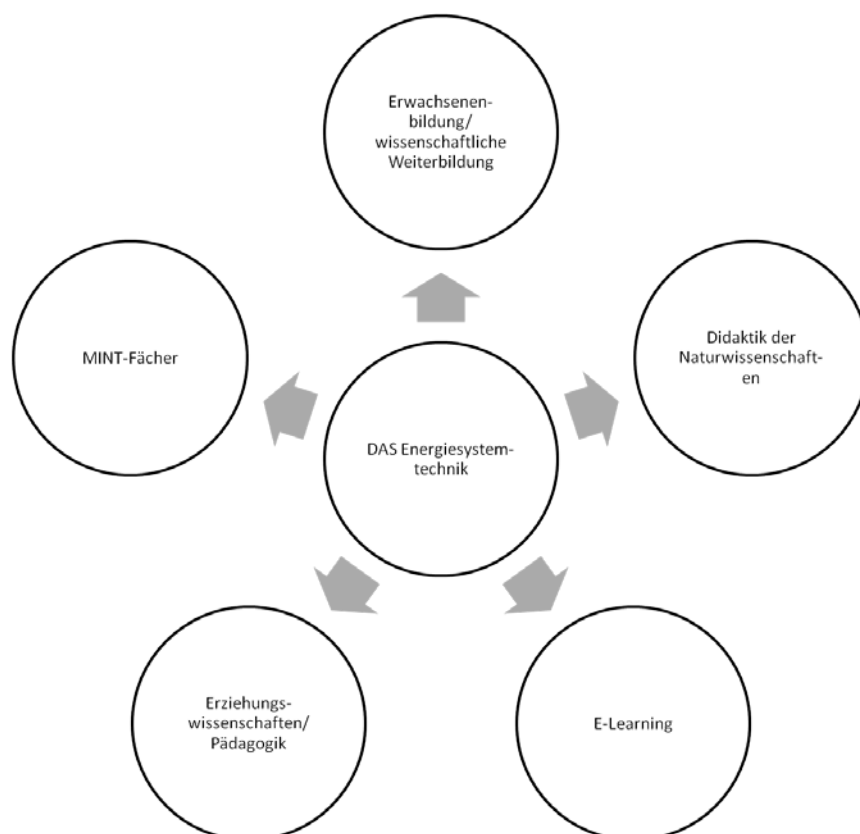 Erwachsenen-
bildung/
wissenschaftliche
Weiterbildung
MINT-Fächer
Didaktik der
Naturwissenschaft-
en
DAS Energiesystem-
technik
Erziehungs-
wissenschaften/
Pädagogik
E-Learning